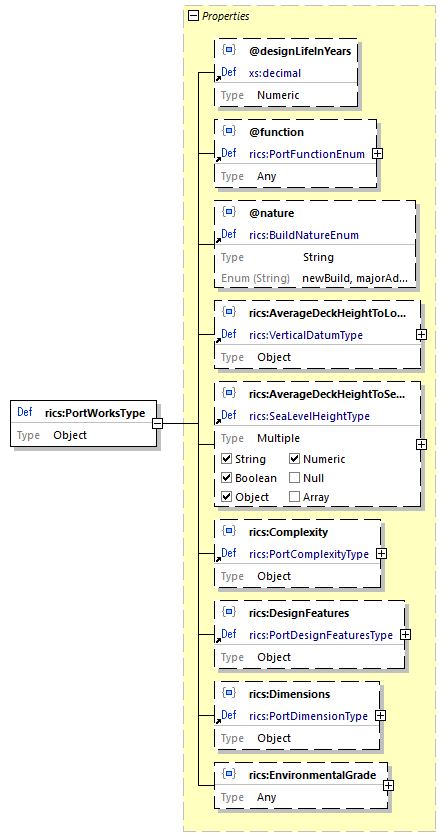 Properties
@designLifeInYears
Def xs:decimal
Type Numeric
@function
Def rics:PortFunctionEnum
Type Any
@nature
Def rics:BuildNatureEnum
Type String
Enum (String) newBuild, majorAd...
rics:AverageDeckHeightToLo...
Def rics:VerticalDatumType
Type Object
Def rics:PortWorksType
Type Object
rics:AverageDeckHeightToSe...
Def rics:SeaLevelHeightType
Type Multiple
String Numeric
Boolean Null
Object Array
rics:Complexity
Def rics:PortComplexityType
Type Object
rics:DesignFeatures
Def rics:PortDesignFeaturesType
Type Object
rics:Dimensions
Def rics:PortDimensionType
Type Object
rics:EnvironmentalGrade
Type Any